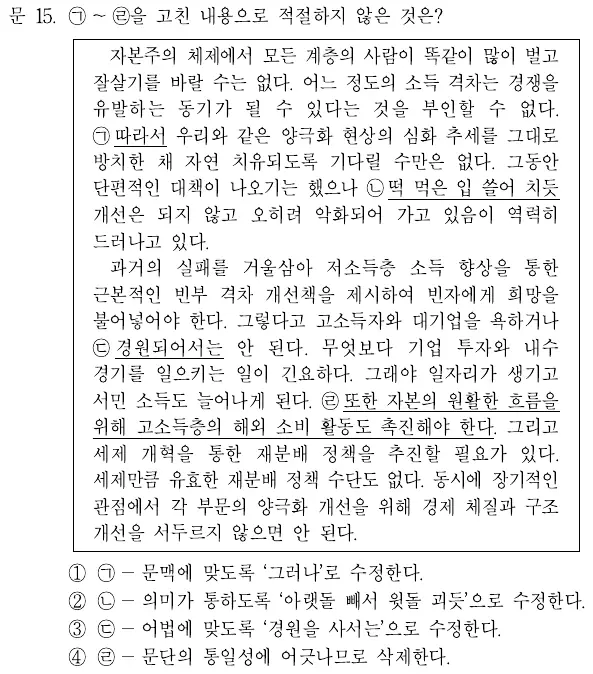 문 15. ㉠ ~ ㉣을 고친 내용으로 적절하지 않은 것은?
자본주의 체제에서 모든 계층의 사람이 똑같이 많이 벌고
잘살기를 바랄 수는 없다. 어느 정도의 소득 격차는 경쟁을
유발하는 동기가 될 수 있다는 것을 부인할 수 없다.
㉠ 따라서 우리와 같은 양극화 현상의 심화 추세를 그대로
방치한 채 자연 치유되도록 기다릴 수만은 없다. 그동안
단편적인 대책이 나오기는 했으나 ㉡ 떡 먹은 입 쓸어 치듯
개선은 되지 않고 오히려 악화되어 가고 있음이 역력히
드러나고 있다.
과거의 실패를 거울삼아 저소득층 소득 향상을 통한
근본적인 빈부 격차 개선책을 제시하여 빈자에게 희망을
불어넣어야 한다. 그렇다고 고소득자와 대기업을 욕하거나
㉢ 경원되어서는 안 된다. 무엇보다 기업 투자와 내수
경기를 일으키는 일이 긴요하다. 그래야 일자리가 생기고
서민 소득도 늘어나게 된다. ㉣ 또한 자본의 원활한 흐름을
위해 고소득층의 해외 소비 활동도 촉진해야 한다. 그리고
세제 개혁을 통한 재분배 정책을 추진할 필요가 있다.
세제만큼 유효한 재분배 정책 수단도 없다. 동시에 장기적인
관점에서 각 부문의 양극화 개선을 위해 경제 체질과 구조
개선을 서두르지 않으면 안 된다.
① ㉠ － 문맥에 맞도록 ‘그러나’로 수정한다.
② ㉡ － 의미가 통하도록 ‘아랫돌 빼서 윗돌 괴듯’으로 수정한다.
③ ㉢ － 어법에 맞도록 ‘경원을 사서는’으로 수정한다.
④ ㉣ － 문단의 통일성에 어긋나므로 삭제한다.